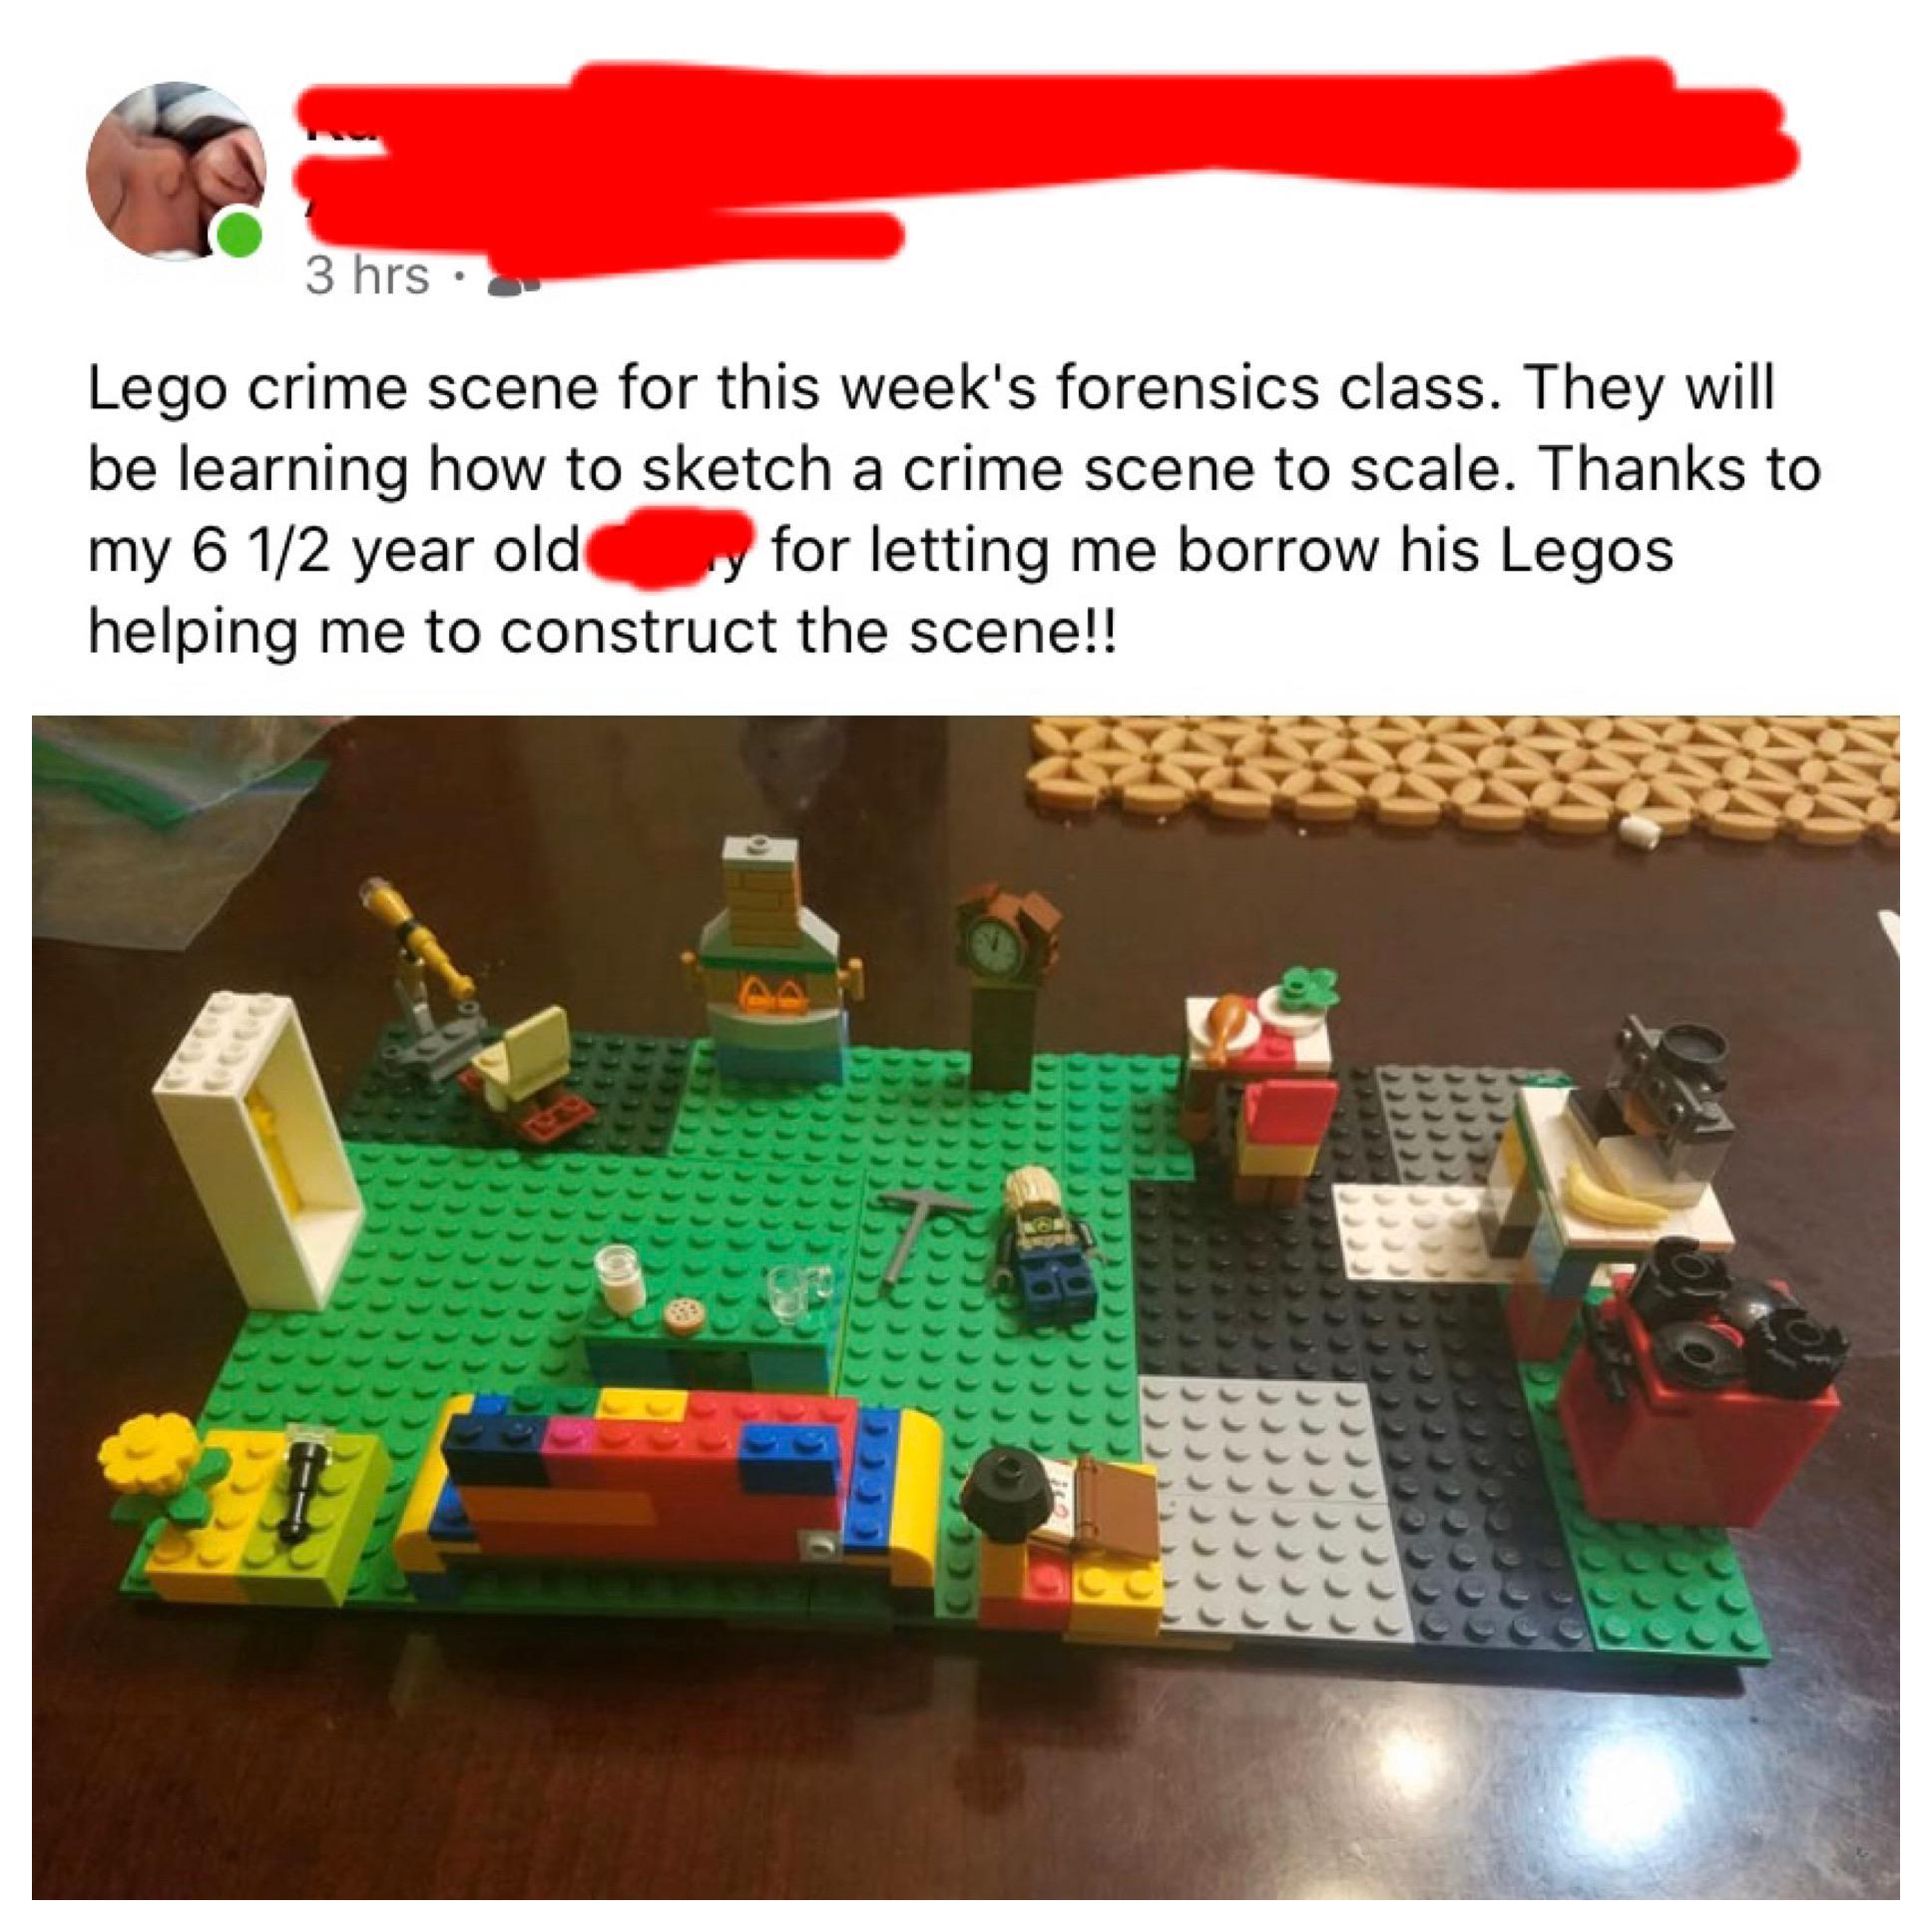 3 hrs ·
Lego crime scene for this week's forensics class. They will
be learning how to sketch a crime scene to scale. Thanks to
my 6 1/2 year old for letting me borrow his Legos
helping me to construct the scene!!